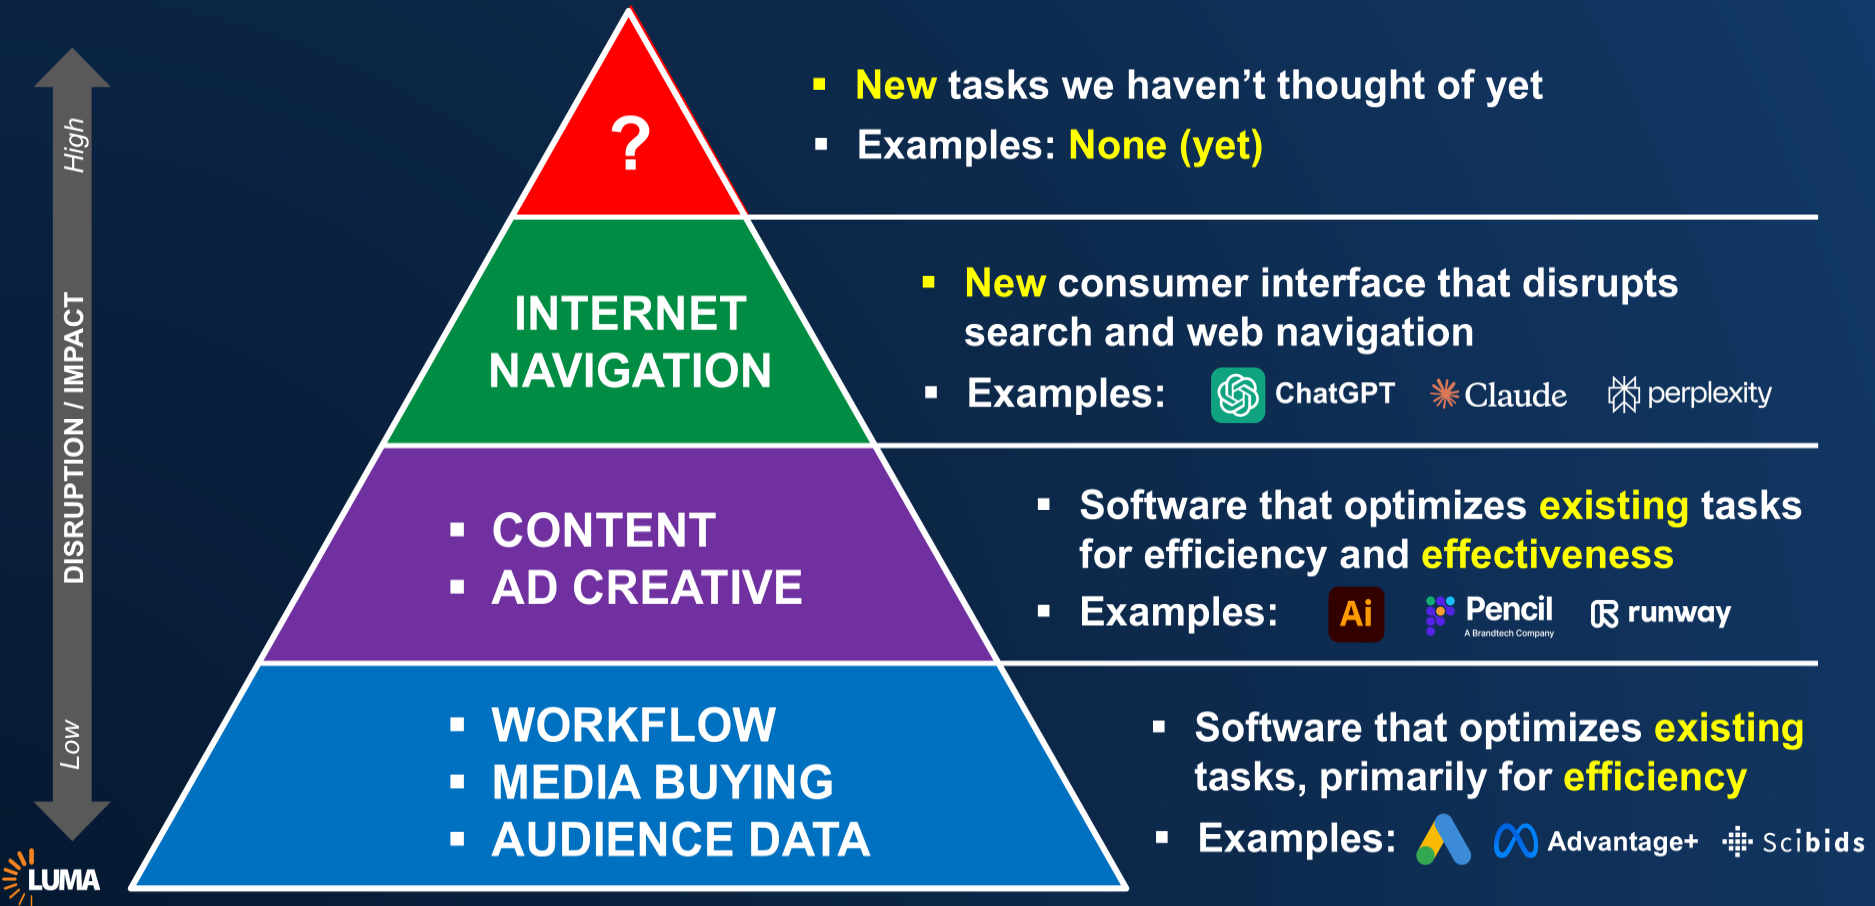 High
DISRUPTION / IMPACT
Low
?
▪ New tasks we haven’t thought of yet
▪ Examples: None (yet)
INTERNET
NAVIGATION
▪ New consumer interface that disrupts
search and web navigation
▪ Examples: ChatGPT Claude perplexity
▪ CONTENT
▪ AD CREATIVE
▪ Software that optimizes existing tasks
for efficiency and effectiveness
▪ Examples: Ai Pencil runway
A Brandtech Company
▪ WORKFLOW
▪ MEDIA BUYING
▪ AUDIENCE DATA
▪ Software that optimizes existing
tasks, primarily for efficiency
▪ Examples: Advantage+ Scibids
LUMA